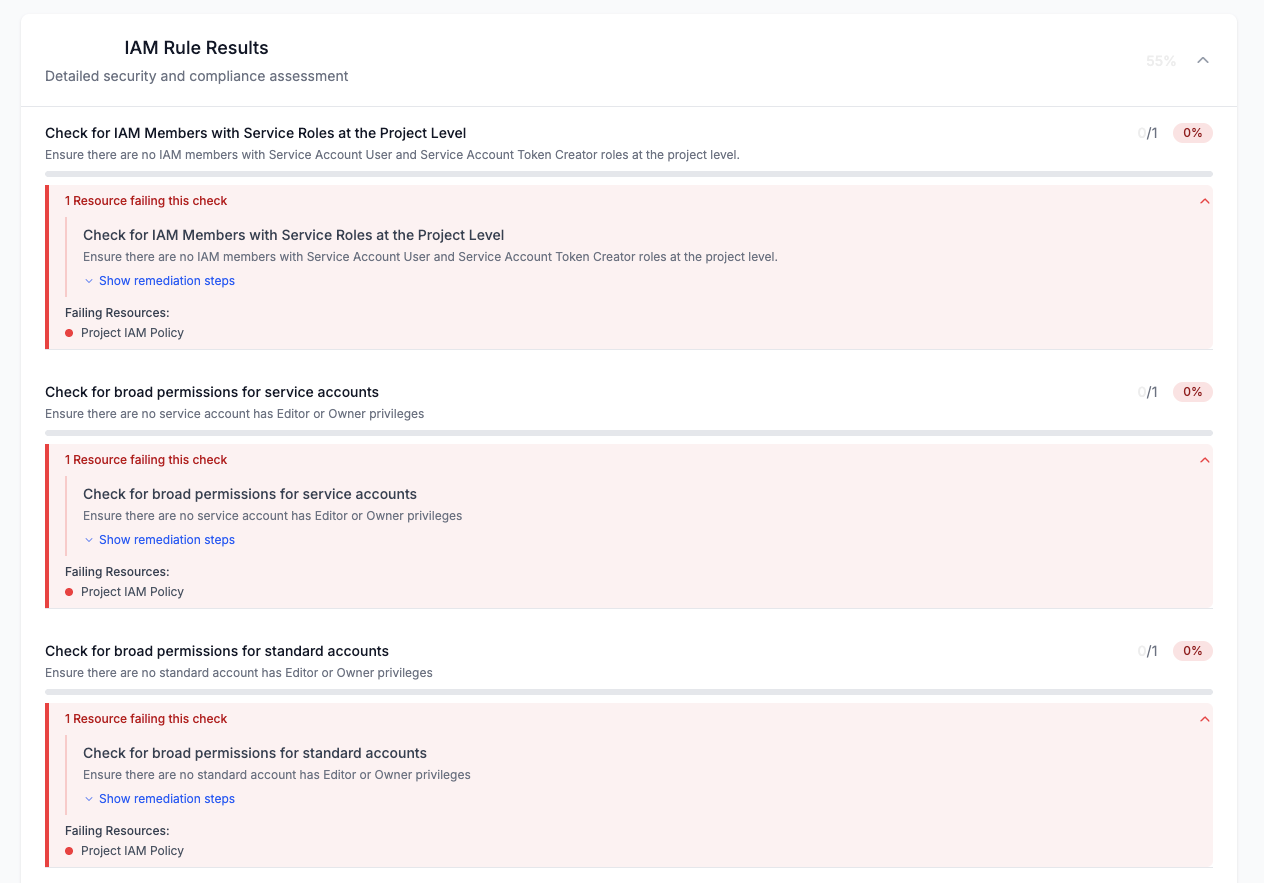 IAM Rule Results
Detailed security and compliance assessment
55%
Check for IAM Members with Service Roles at the Project Level
0/1 0%
Ensure there are no IAM members with Service Account User and Service Account Token Creator roles at the project level.
1 Resource failing this check
Check for IAM Members with Service Roles at the Project Level
Ensure there are no IAM members with Service Account User and Service Account Token Creator roles at the project level.
Show remediation steps
Failing Resources:
Project IAM Policy
Check for broad permissions for service accounts
0/1 0%
Ensure there are no service account has Editor or Owner privileges
1 Resource failing this check
Check for broad permissions for service accounts
Ensure there are no service account has Editor or Owner privileges
Show remediation steps
Failing Resources:
Project IAM Policy
Check for broad permissions for standard accounts
0/1 0%
Ensure there are no standard account has Editor or Owner privileges
1 Resource failing this check
Check for broad permissions for standard accounts
Ensure there are no standard account has Editor or Owner privileges
Show remediation steps
Failing Resources:
Project IAM Policy